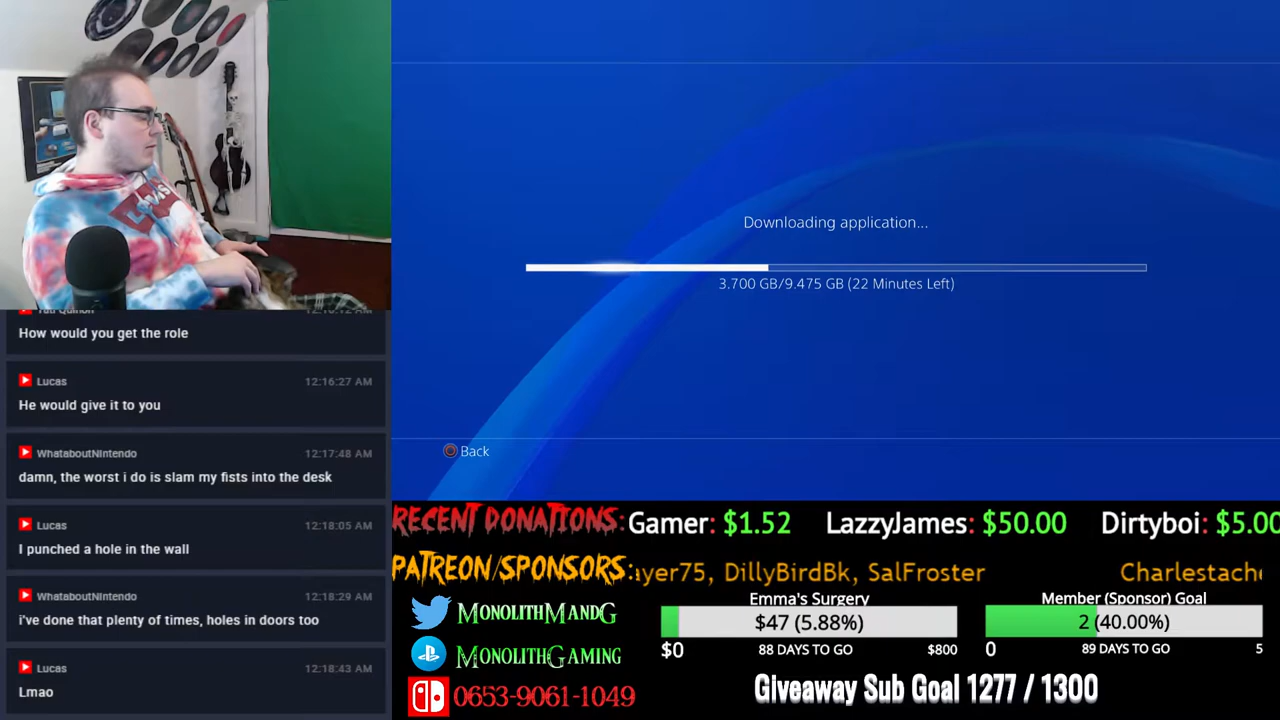 Downloading application...
3.700 GB/9.475 GB (22 Minutes Left)
Back
How would you get the role
Lucas 12:16:27 AM
He would give it to you
WhataboutNintendo 12:17:48 AM
damn, the worst i do is slam my fists into the desk
Lucas 12:18:05 AM
I punched a hole in the wall
WhataboutNintendo 12:18:29 AM
i've done that plenty of times, holes in doors too
Lucas 12:18:43 AM
Lmao
RECENT DONATIONS: Gamer: $1.52 LazzyJames: $50.00 Dirtyboi: $5.00
PATREON/SPONSORS: ayer75, DillyBirdBk, SalFroster Charlestache
MonolithMandG
MonolithGaming
0653-9061-1049
Emma's Surgery
$47 (5.88%)
$0 88 DAYS TO GO $800
Member (Sponsor) Goal
2 (40.00%)
0 89 DAYS TO GO 5
Giveaway Sub Goal 1277 / 1300